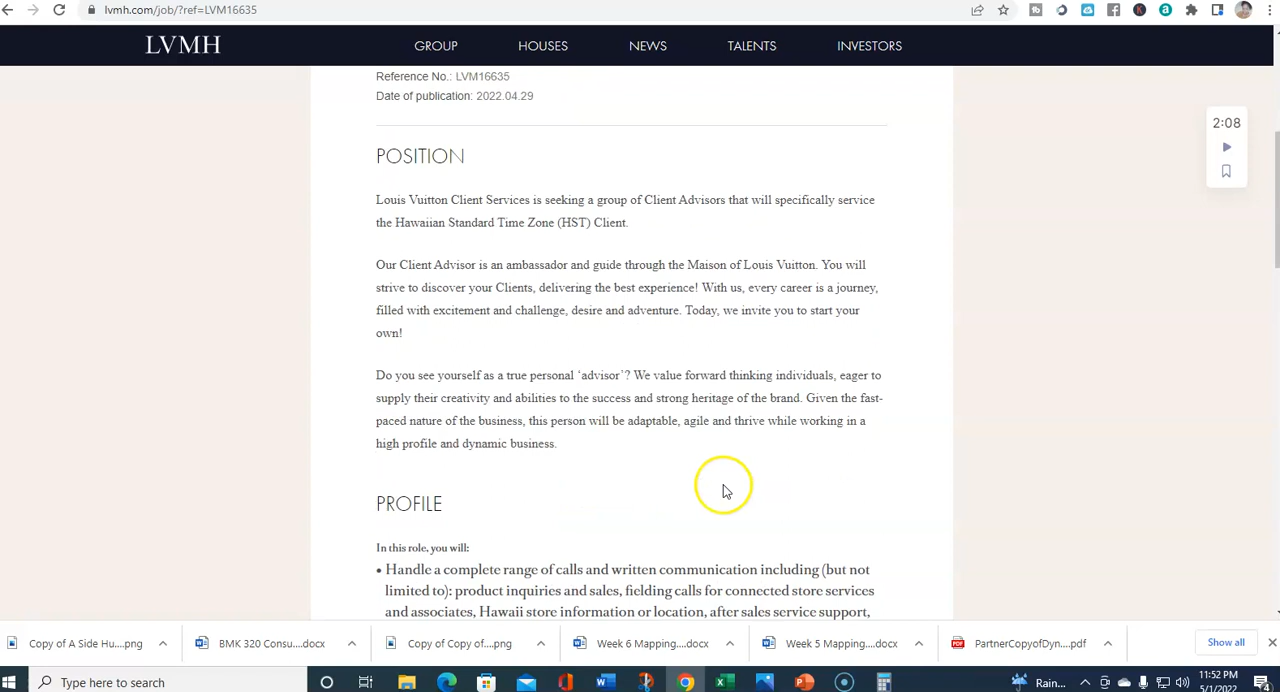 lvmh.com/job/?ref=LVM16635
LVMH GROUP HOUSES NEWS TALENTS INVESTORS
Reference No.: LVM16635
Date of publication: 2022.04.29
2:08
POSITION
Louis Vuitton Client Services is seeking a group of Client Advisors that will specifically service
the Hawaiian Standard Time Zone (HST) Client.
Our Client Advisor is an ambassador and guide through the Maison of Louis Vuitton. You will
strive to discover your Clients, delivering the best experience! With us, every career is a journey,
filled with excitement and challenge, desire and adventure. Today, we invite you to start your
own!
Do you see yourself as a true personal ‘advisor’? We value forward thinking individuals, eager to
supply their creativity and abilities to the success and strong heritage of the brand. Given the fast-
paced nature of the business, this person will be adaptable, agile and thrive while working in a
high profile and dynamic business.
PROFILE
In this role, you will:
• Handle a complete range of calls and written communication including (but not
limited to): product inquiries and sales, fielding calls for connected store services
and associates, Hawaii store information or location, after sales service support,
Copy of A Side Hu....png BMK 320 Consu....docx Copy of Copy of....png Week 6 Mapping....docx Week 5 Mapping....docx PartnerCopyofDyn....pdf Show all
Type here to search Rain... 11:52 PM
5/1/2022